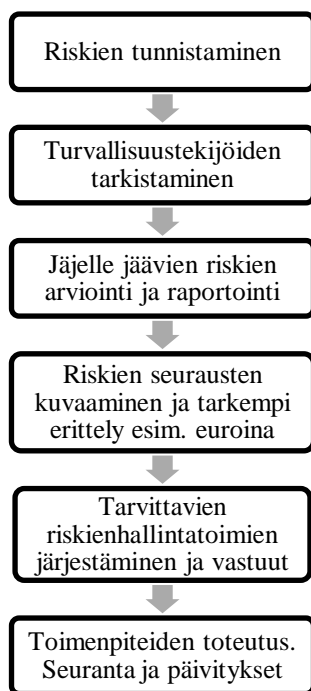 Riskien tunnistaminen
Turvallisuustekijöiden
tarkistaminen
Jäjelle jäävien riskien
arviointi ja raportointi
Riskien seurausten
kuvaaminen ja tarkempi
erittely esim. euroina
Tarvittavien
riskienhallintatoimien
järjestäminen ja vastuut
Toimenpiteiden toteutus.
Seuranta ja päivitykset